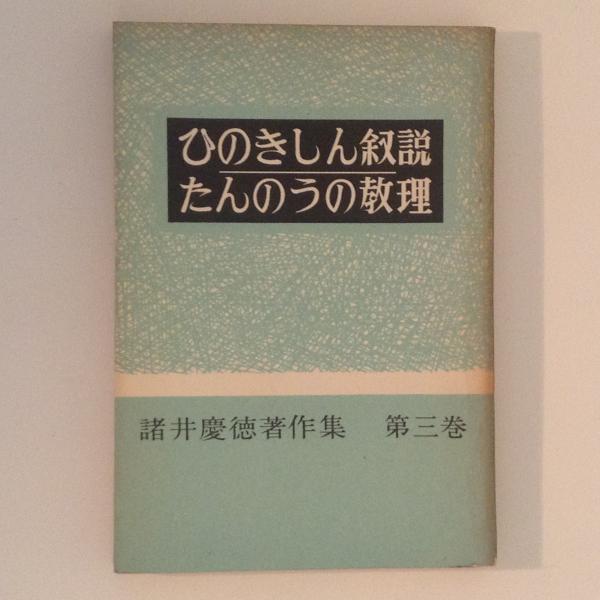 ひのきしん叙説
たんのうの教理
諸井慶徳著作集 第三巻